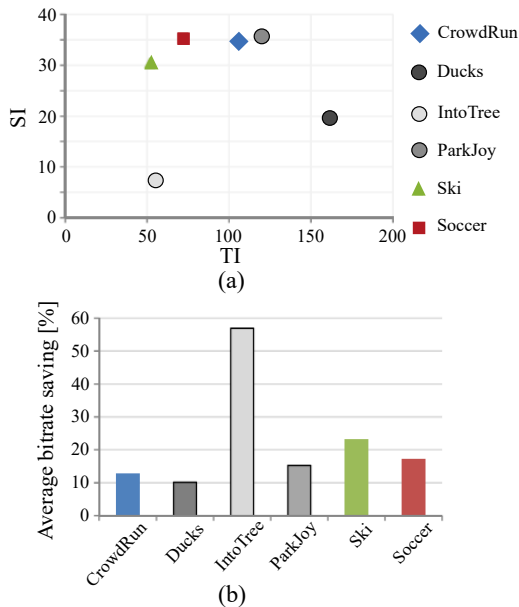 40
30
20
10
0
SI
0
50
100
150
200
TI
(a)
CrowdRun
Ducks
IntoTree
ParkJoy
Ski
Soccer
60
50
40
30
20
10
0
Average bitrate saving [%]
CrowdRun
Ducks
IntoTree
ParkJoy
Ski
Soccer
(b)